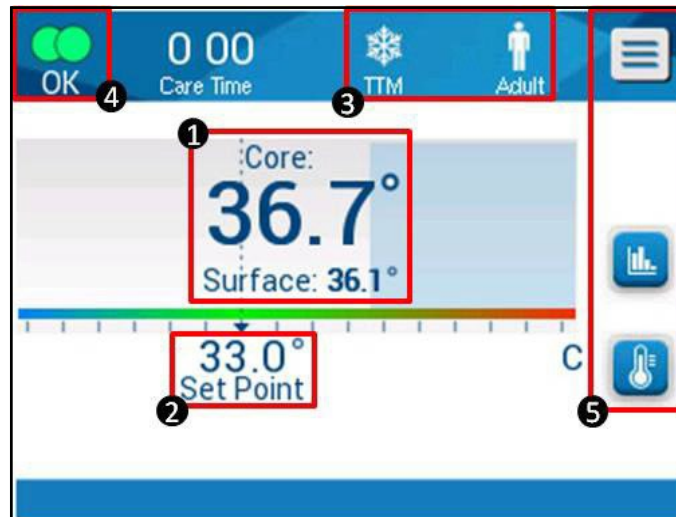 OK
4
0 00
Care Time
TTM
3
Adult
1
Core:
36.7°
Surface: 36.1°
33.0°
Set Point
2
C
5